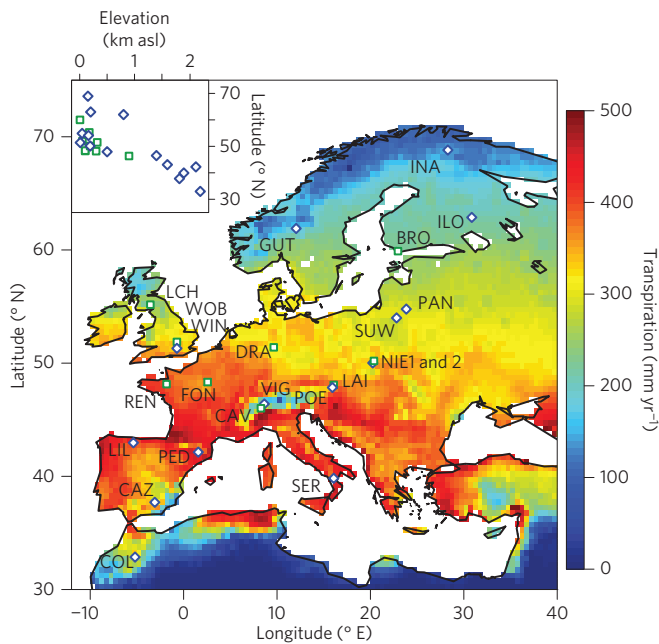 Elevation
(km asl)
0 1 2
70
50
30
Latitude (° N)
70
60
50
40
30
Latitude (° N)
−10 0 10 20 30 40
Longitude (° E)
INA
ILO
GUT
BRO
LCH
WOB
WIN
PAN
SUW
DRA
NIE1 and 2
REN
FON
VIG
POE
LAI
CAV
LIL
PED
CAZ
SER
COL
500
400
300
200
100
0
Transpiration (mm yr⁻¹)